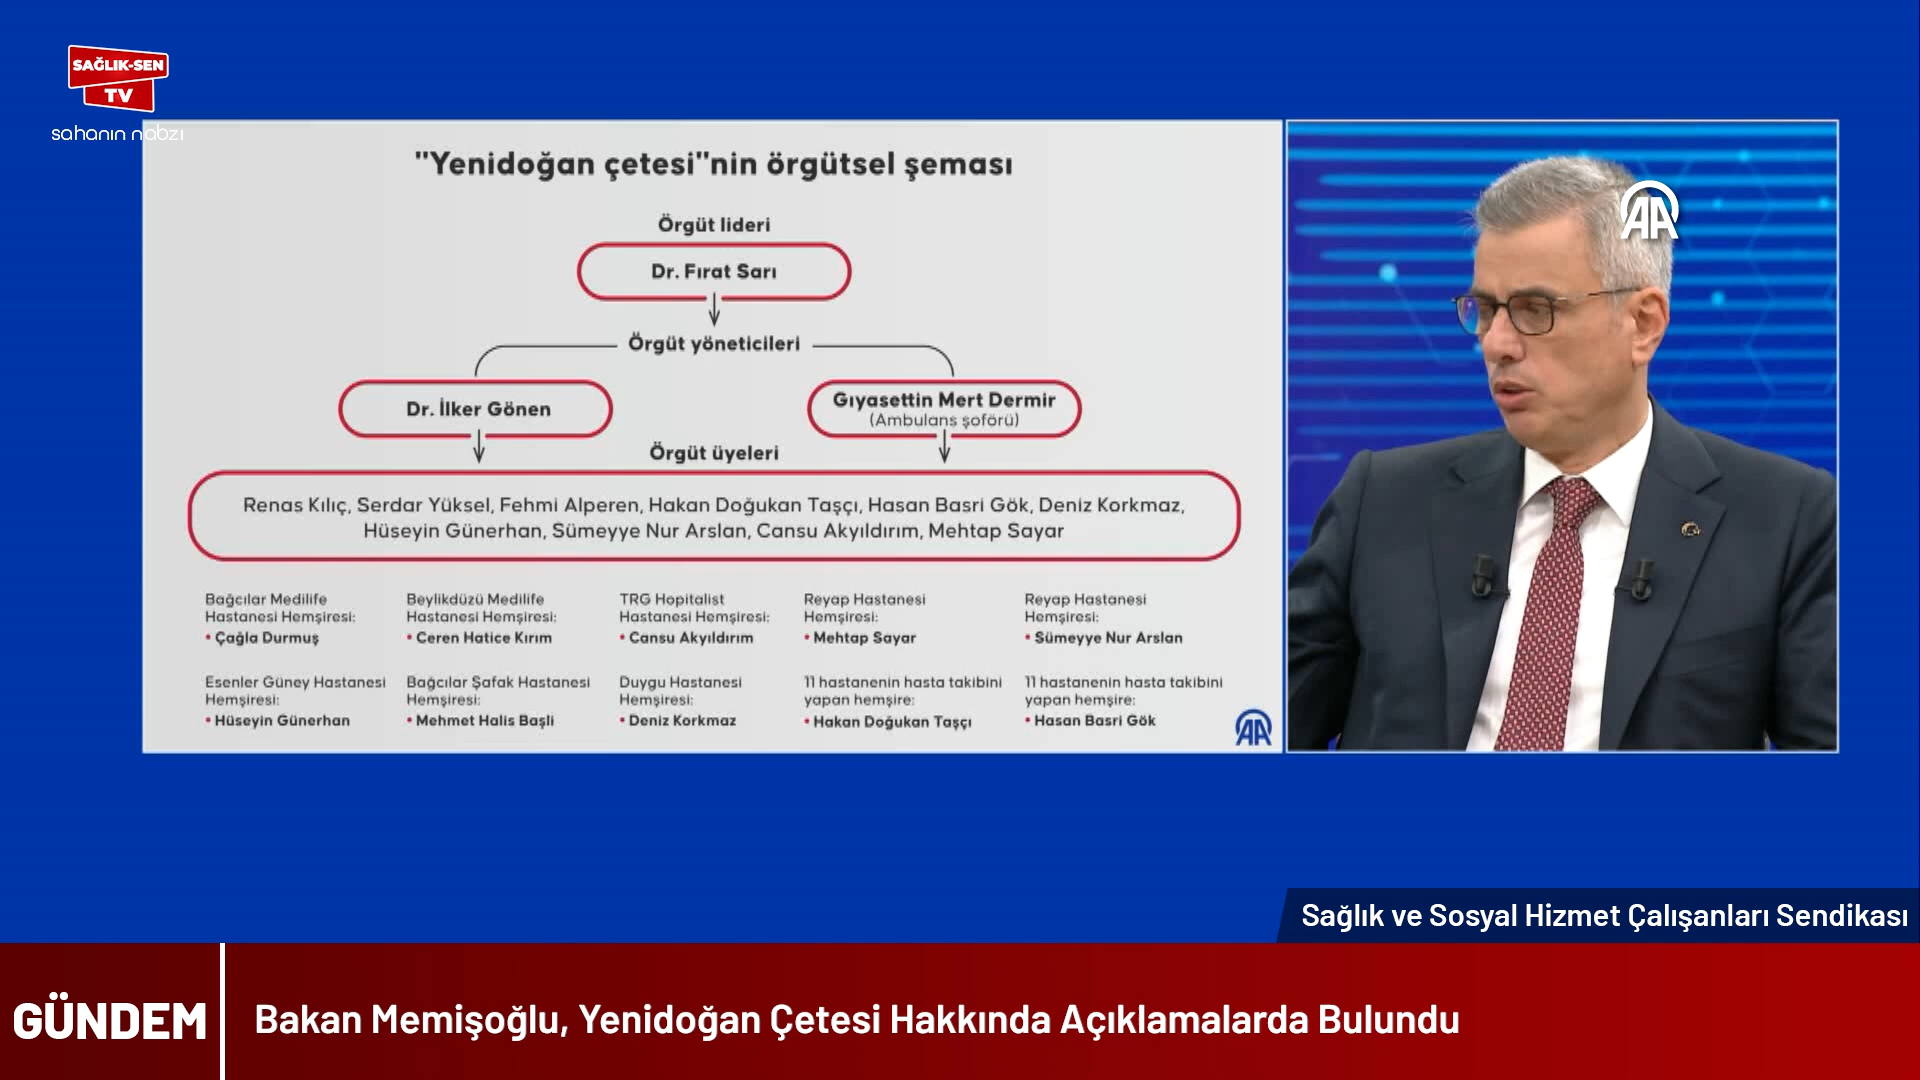 SAĞLIK-SEN
TV
sahanın nabzı
"Yenidoğan çetesi"nin örgütsel şeması
Örgüt lideri
Dr. Fırat Sarı
Örgüt yöneticileri
Dr. İlker Gönen
Gıyasettin Mert Dermir
(Ambulans şoförü)
Örgüt üyeleri
Renas Kılıç, Serdar Yüksel, Fehmi Alperen, Hakan Doğukan Taşçı, Hasan Basri Gök, Deniz Korkmaz,
Hüseyin Günerhan, Sümeyye Nur Arslan, Cansu Akyıldırım, Mehtap Sayar
Bağcılar Medilife
Hastanesi Hemşiresi:
• Çağla Durmuş
Beylikdüzü Medilife
Hastanesi Hemşiresi:
• Ceren Hatice Kırım
TRG Hopitalist
Hastanesi Hemşiresi:
• Cansu Akyıldırım
Reyap Hastanesi
Hemşiresi:
• Mehtap Sayar
Reyap Hastanesi
Hemşiresi:
• Sümeyye Nur Arslan
Esenler Güney Hastanesi
Hemşiresi:
• Hüseyin Günerhan
Bağcılar Şafak Hastanesi
Hemşiresi:
• Mehmet Halis Başli
Duygu Hastanesi
Hemşiresi:
• Deniz Korkmaz
11 hastanenin hasta takibini
yapan hemşire:
• Hakan Doğukan Taşçı
11 hastanenin hasta takibini
yapan hemşire:
• Hasan Basri Gök
AA
AA
Sağlık ve Sosyal Hizmet Çalışanları Sendikası
GÜNDEM
Bakan Memişoğlu, Yenidoğan Çetesi Hakkında Açıklamalarda Bulundu